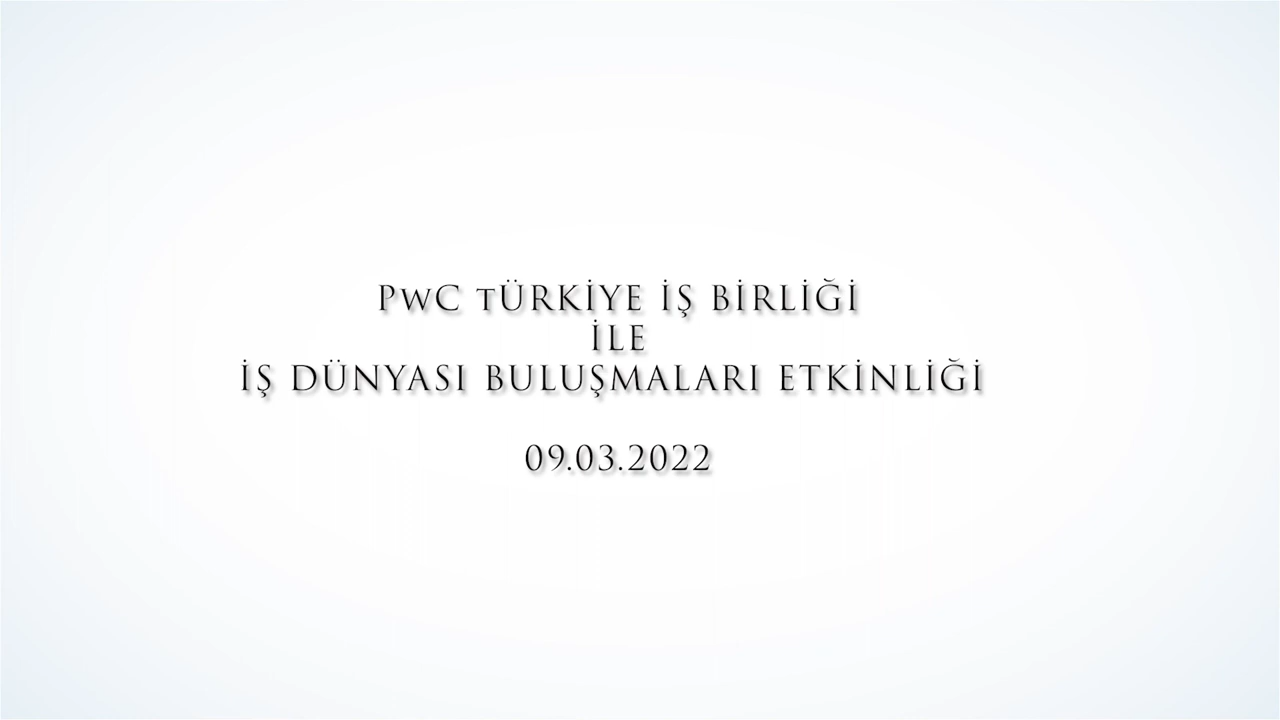 PwC TÜRKİYE İŞ BİRLİĞİ
İLE
İŞ DÜNYASI BULUŞMALARI ETKİNLİĞİ
09.03.2022